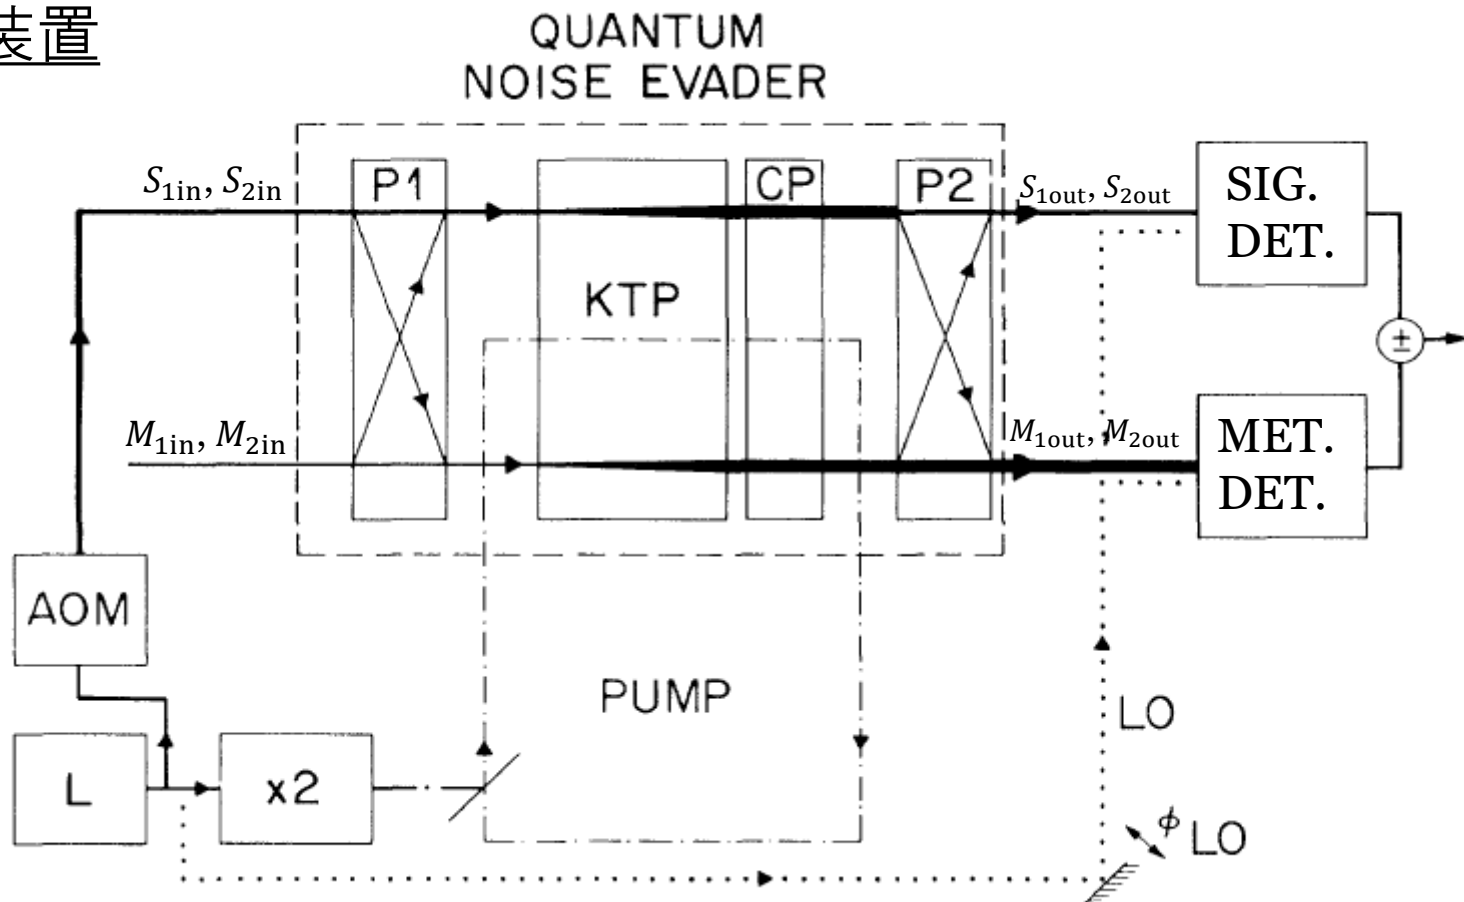 装置
QUANTUM
NOISE EVADER
S₁in, S₂in
P1
CP
P2
S₁out, S₂out
SIG.
DET.
KTP
±
M₁in, M₂in
M₁out, M₂out
MET.
DET.
AOM
PUMP
LO
L
x2
ϕ
LO